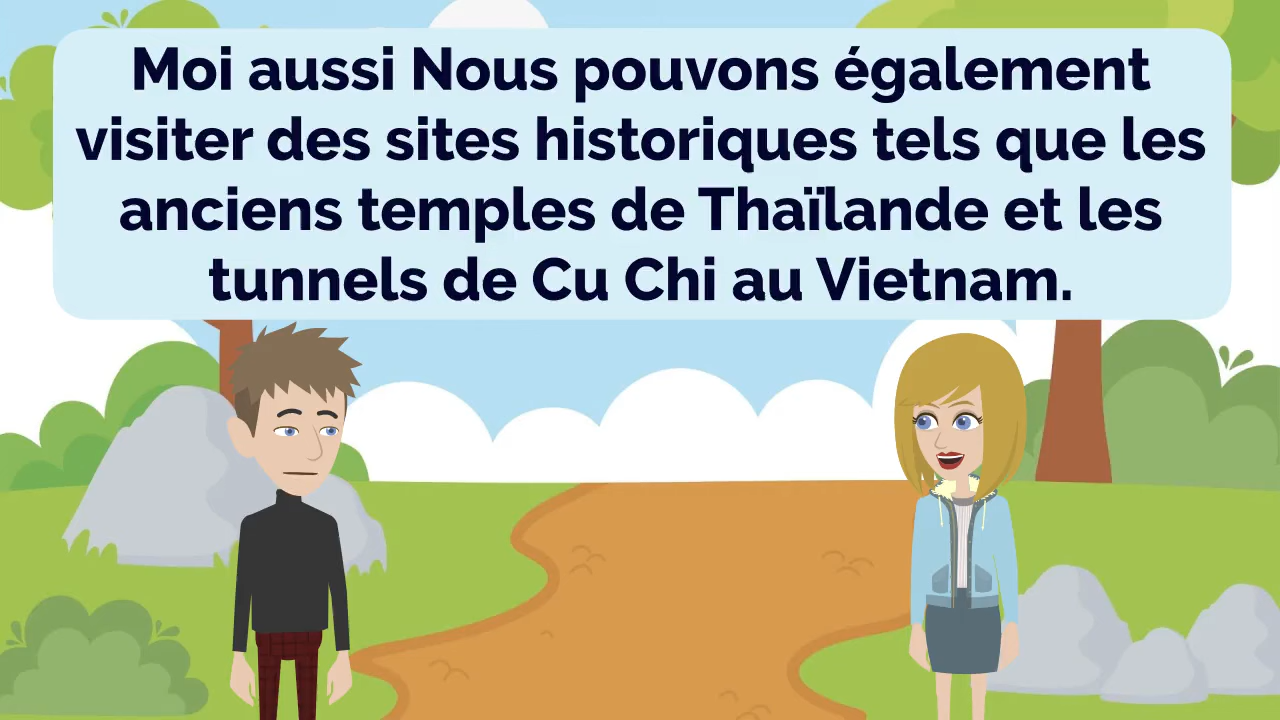 Moi aussi Nous pouvons également
visiter des sites historiques tels que les
anciens temples de Thaïlande et les
tunnels de Cu Chi au Vietnam.